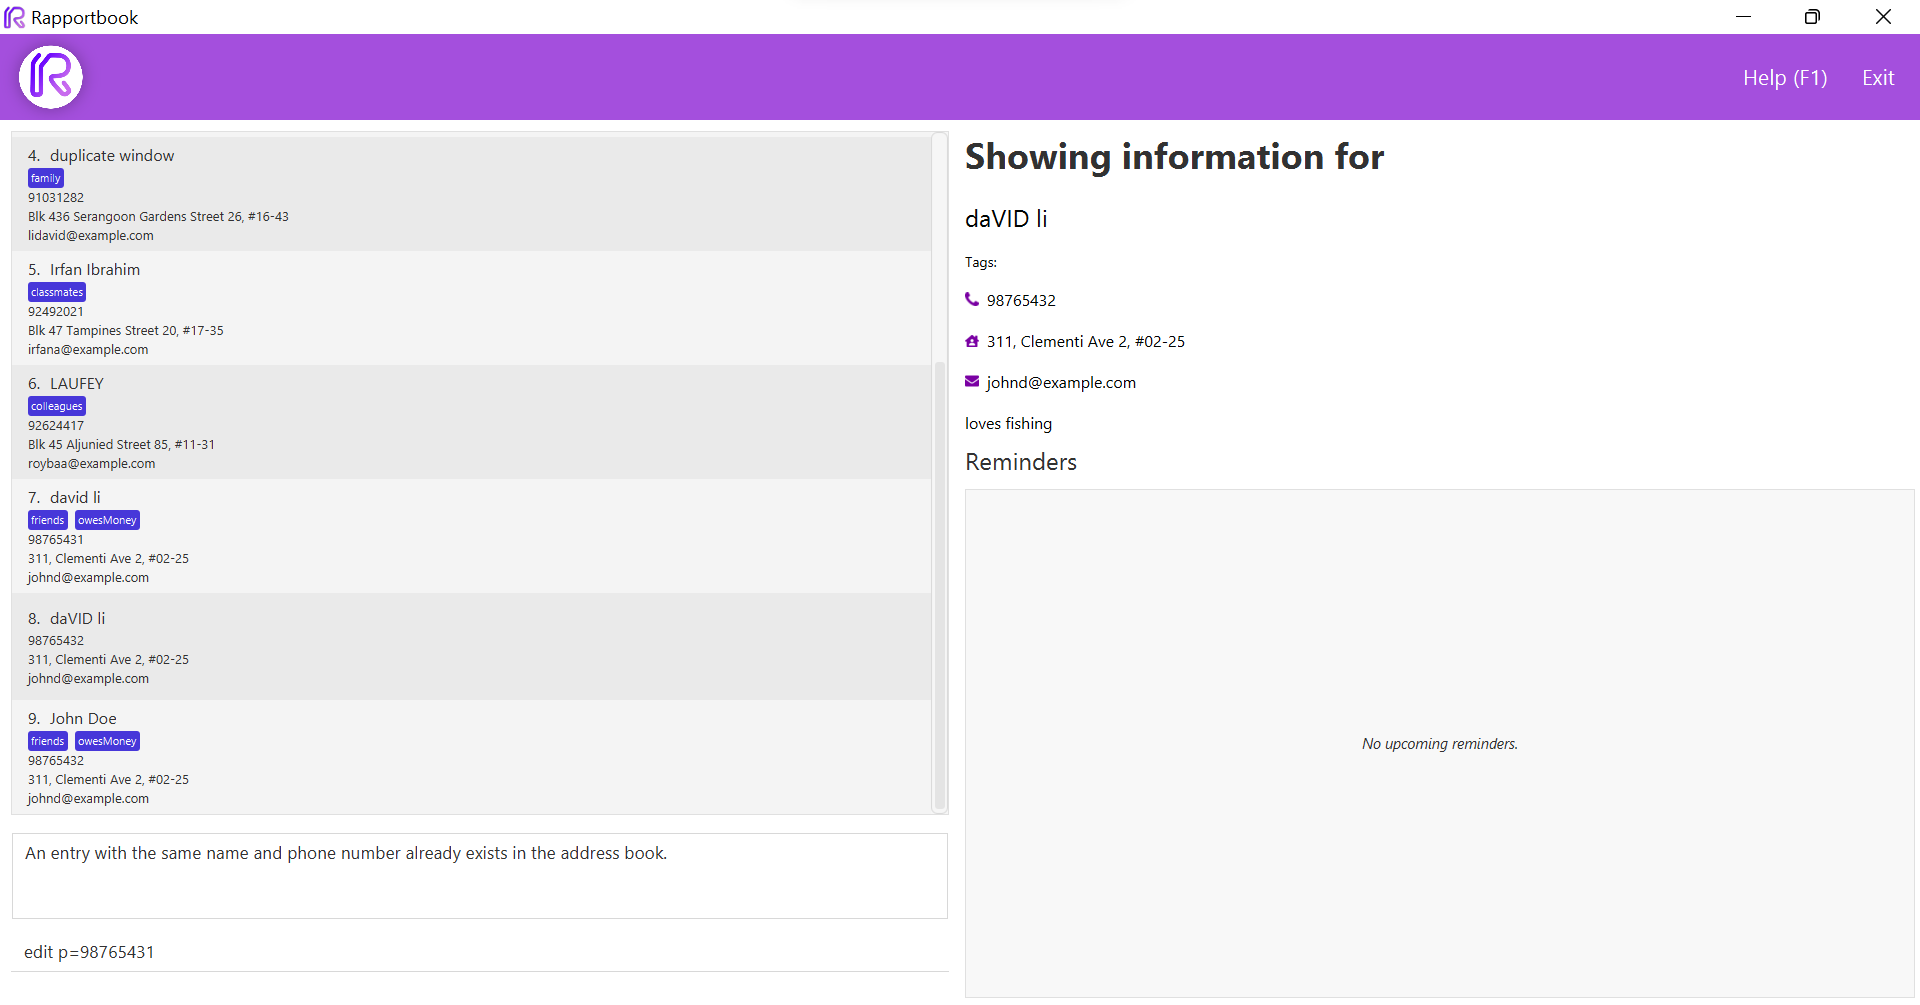 Rapportbook
Help (F1) Exit
4. duplicate window
family
91031282
Blk 436 Serangoon Gardens Street 26, #16-43
lidavid@example.com
5. Irfan Ibrahim
classmates
92492021
Blk 47 Tampines Street 20, #17-35
irfana@example.com
6. LAUFEY
colleagues
92624417
Blk 45 Aljunied Street 85, #11-31
roybaa@example.com
7. david li
friends owesMoney
98765431
311, Clementi Ave 2, #02-25
johnd@example.com
8. daVID li
98765432
311, Clementi Ave 2, #02-25
johnd@example.com
9. John Doe
friends owesMoney
98765432
311, Clementi Ave 2, #02-25
johnd@example.com
An entry with the same name and phone number already exists in the address book.
edit p=98765431
Showing information for
daVID li
Tags:
98765432
311, Clementi Ave 2, #02-25
johnd@example.com
loves fishing
Reminders
No upcoming reminders.